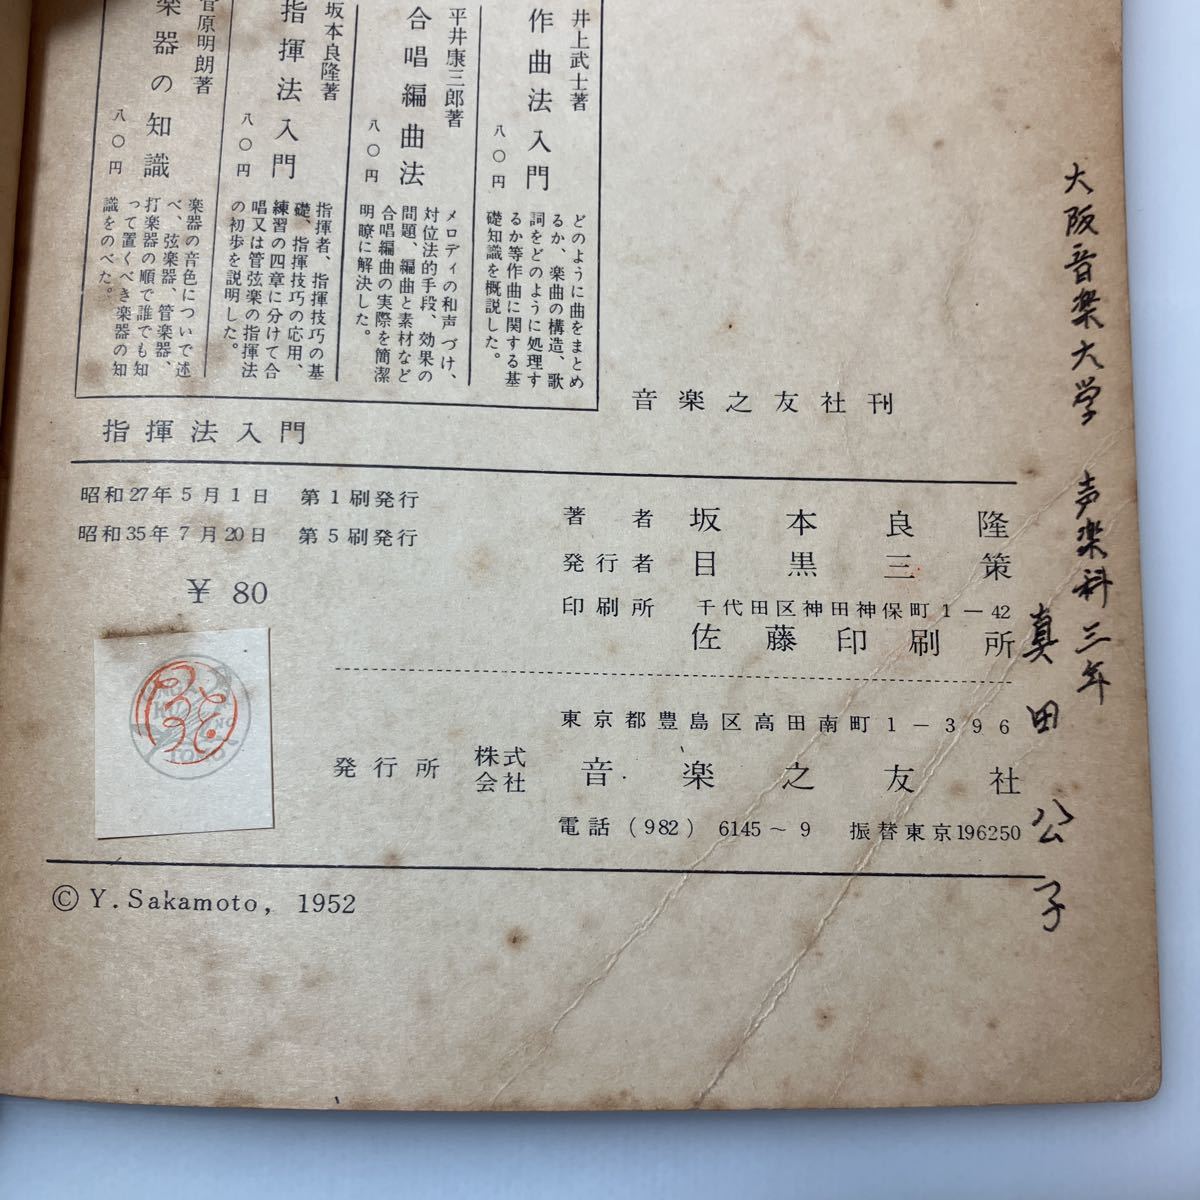 井上武士著
作曲法入門
八〇円
どのように曲をまとめ
るか、楽曲の構造、歌
詞をどのように処理す
るか等作曲に関する基
礎知識を概説した。
平井康三郎著
合唱編曲法
八〇円
メロディの和声づけ、
対位法的手段、効果の
問題、編曲と素材など
合唱編曲の実際を簡潔
明瞭に解決した。
坂本良隆著
指揮法入門
八〇円
指揮者、指揮技巧の基
礎、指揮技巧の応用、
練習の四章に分けて合
唱又は管弦楽の指揮法
の初歩を説明した。
菅原明朗著
楽器の知識
八〇円
楽器の音色についで述
べ、弦楽器、管楽器、
打楽器の順で誰でも知
って置くべき楽器の知
識をのべた。
音楽之友社刊
指揮法入門
昭和27年5月1日 第1刷発行
昭和35年7月20日 第5刷発行
¥ 80
著者 坂本良隆
発行者 目黒三策
印刷所 千代田区神田神保町1−42
佐藤印刷所
東京都豊島区高田南町1−396
発行所 株式会社 音楽之友社
電話(982) 6145～9 振替東京196250
© Y. Sakamoto, 1952
大阪音楽大学 声楽科三年
真田公子